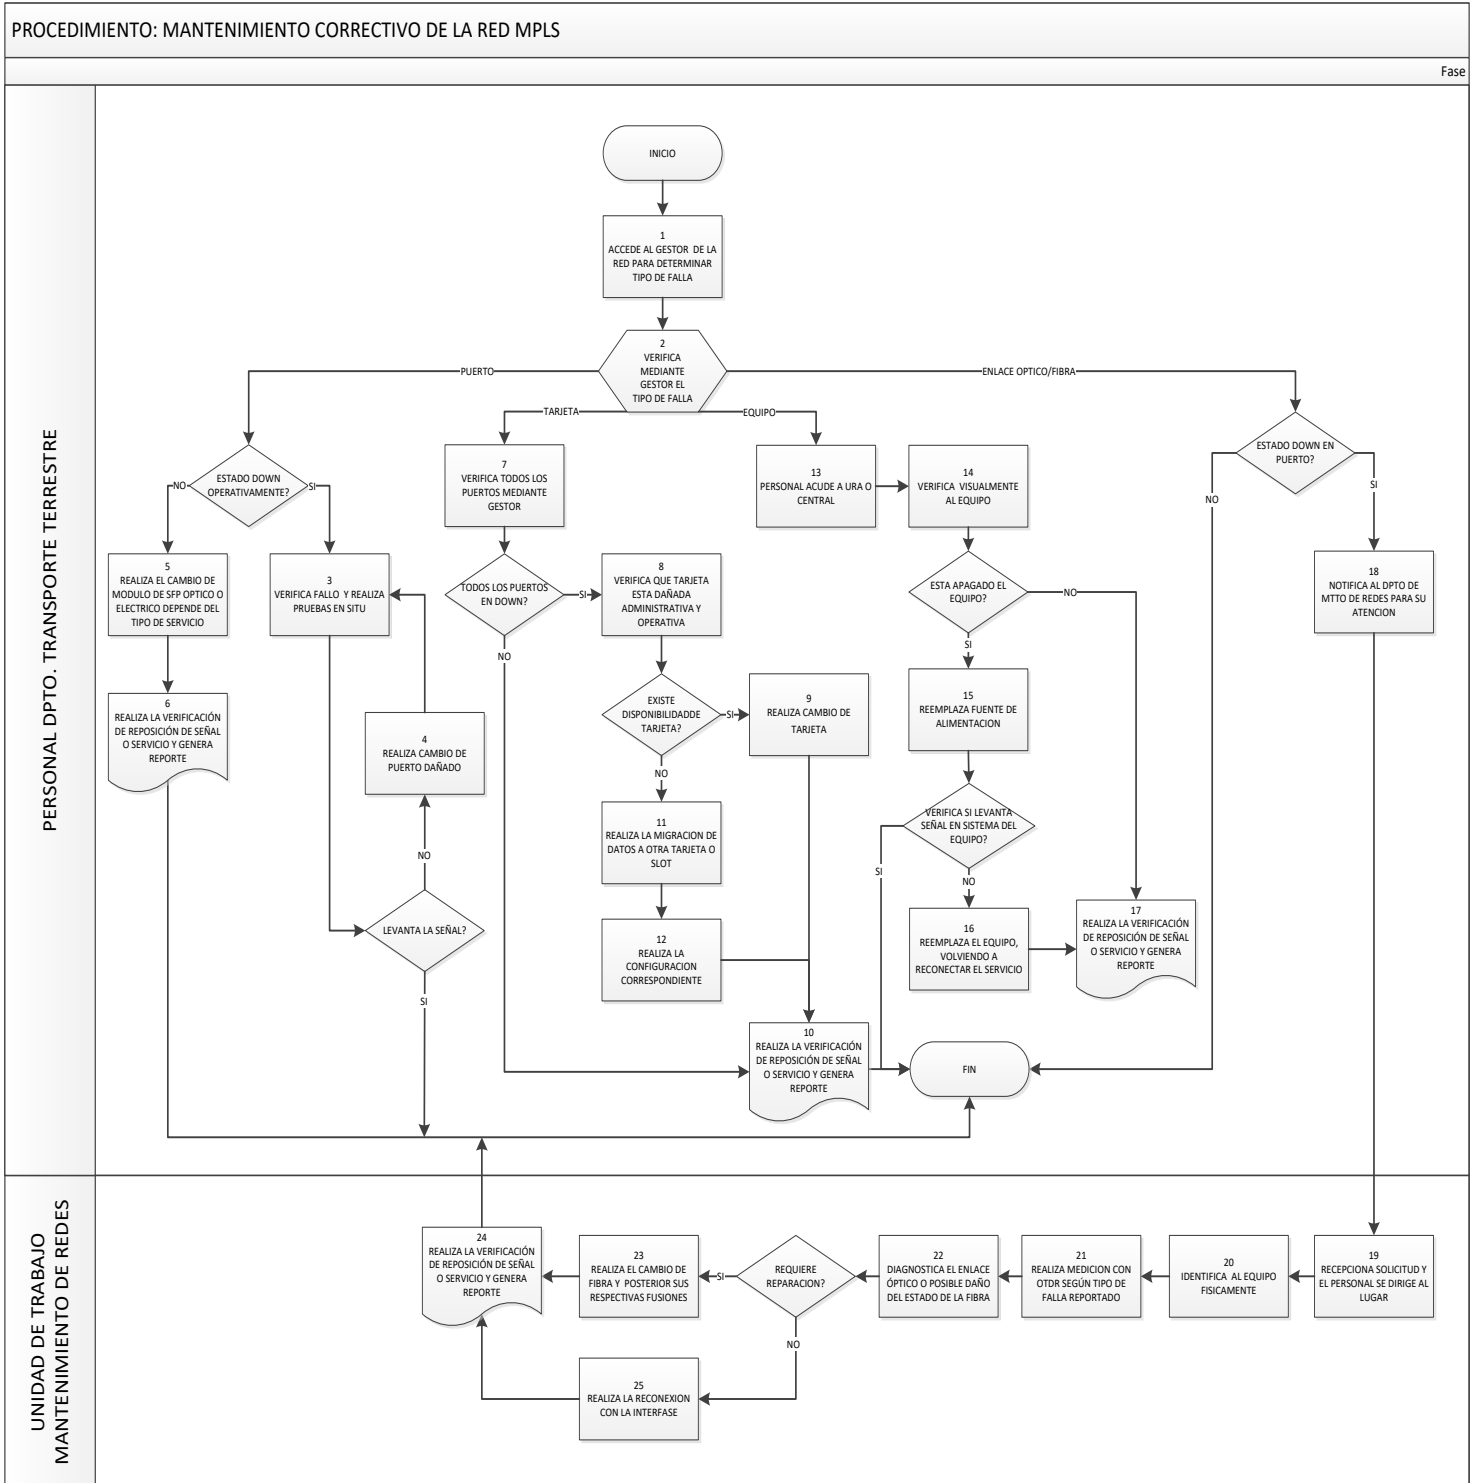 PROCEDIMIENTO: MANTENIMIENTO CORRECTIVO DE LA RED MPLS
Fase
PERSONAL DPTO. TRANSPORTE TERRESTRE
INICIO
1
ACCEDE AL GESTOR DE LA
RED PARA DETERMINAR
TIPO DE FALLA
2
VERIFICA
MEDIANTE
GESTOR EL
TIPO DE FALLA
PUERTO
TARJETA
EQUIPO
ENLACE OPTICO/FIBRA
ESTADO DOWN
OPERATIVAMENTE?
NO
SI
5
REALIZA EL CAMBIO DE
MODULO DE SFP OPTICO O
ELECTRICO DEPENDE DEL
TIPO DE SERVICIO
6
REALIZA LA VERIFICACIÓN
DE REPOSICIÓN DE SEÑAL
O SERVICIO Y GENERA
REPORTE
3
VERIFICA FALLO Y REALIZA
PRUEBAS EN SITU
4
REALIZA CAMBIO DE
PUERTO DAÑADO
NO
LEVANTA LA SEÑAL?
SI
7
VERIFICA TODOS LOS
PUERTOS MEDIANTE
GESTOR
TODOS LOS PUERTOS
EN DOWN?
SI
NO
8
VERIFICA QUE TARJETA
ESTA DAÑADA
ADMINISTRATIVA Y
OPERATIVA
EXISTE
DISPONIBILIDADDE
TARJETA?
SI
NO
9
REALIZA CAMBIO DE
TARJETA
11
REALIZA LA MIGRACION DE
DATOS A OTRA TARJETA O
SLOT
12
REALIZA LA
CONFIGURACION
CORRESPONDIENTE
10
REALIZA LA VERIFICACIÓN
DE REPOSICIÓN DE SEÑAL
O SERVICIO Y GENERA
REPORTE
13
PERSONAL ACUDE A URA O
CENTRAL
14
VERIFICA VISUALMENTE
AL EQUIPO
ESTA APAGADO EL
EQUIPO?
NO
SI
15
REEMPLAZA FUENTE DE
ALIMENTACION
VERIFICA SI LEVANTA
SEÑAL EN SISTEMA DEL
EQUIPO?
SI
NO
16
REEMPLAZA EL EQUIPO,
VOLVIENDO A
RECONECTAR EL SERVICIO
17
REALIZA LA VERIFICACIÓN
DE REPOSICIÓN DE SEÑAL
O SERVICIO Y GENERA
REPORTE
FIN
ESTADO DOWN EN
PUERTO?
NO
SI
18
NOTIFICA AL DPTO DE
MTTO DE REDES PARA SU
ATENCION
UNIDAD DE TRABAJO
MANTENIMIENTO DE REDES
24
REALIZA LA VERIFICACIÓN
DE REPOSICIÓN DE SEÑAL
O SERVICIO Y GENERA
REPORTE
23
REALIZA EL CAMBIO DE
FIBRA Y POSTERIOR SUS
RESPECTIVAS FUSIONES
SI
REQUIERE
REPARACION?
NO
22
DIAGNOSTICA EL ENLACE
ÓPTICO O POSIBLE DAÑO
DEL ESTADO DE LA FIBRA
21
REALIZA MEDICION CON
OTDR SEGÚN TIPO DE
FALLA REPORTADO
20
IDENTIFICA AL EQUIPO
FISICAMENTE
19
RECEPCIONA SOLICITUD Y
EL PERSONAL SE DIRIGE AL
LUGAR
25
REALIZA LA RECONEXION
CON LA INTERFASE